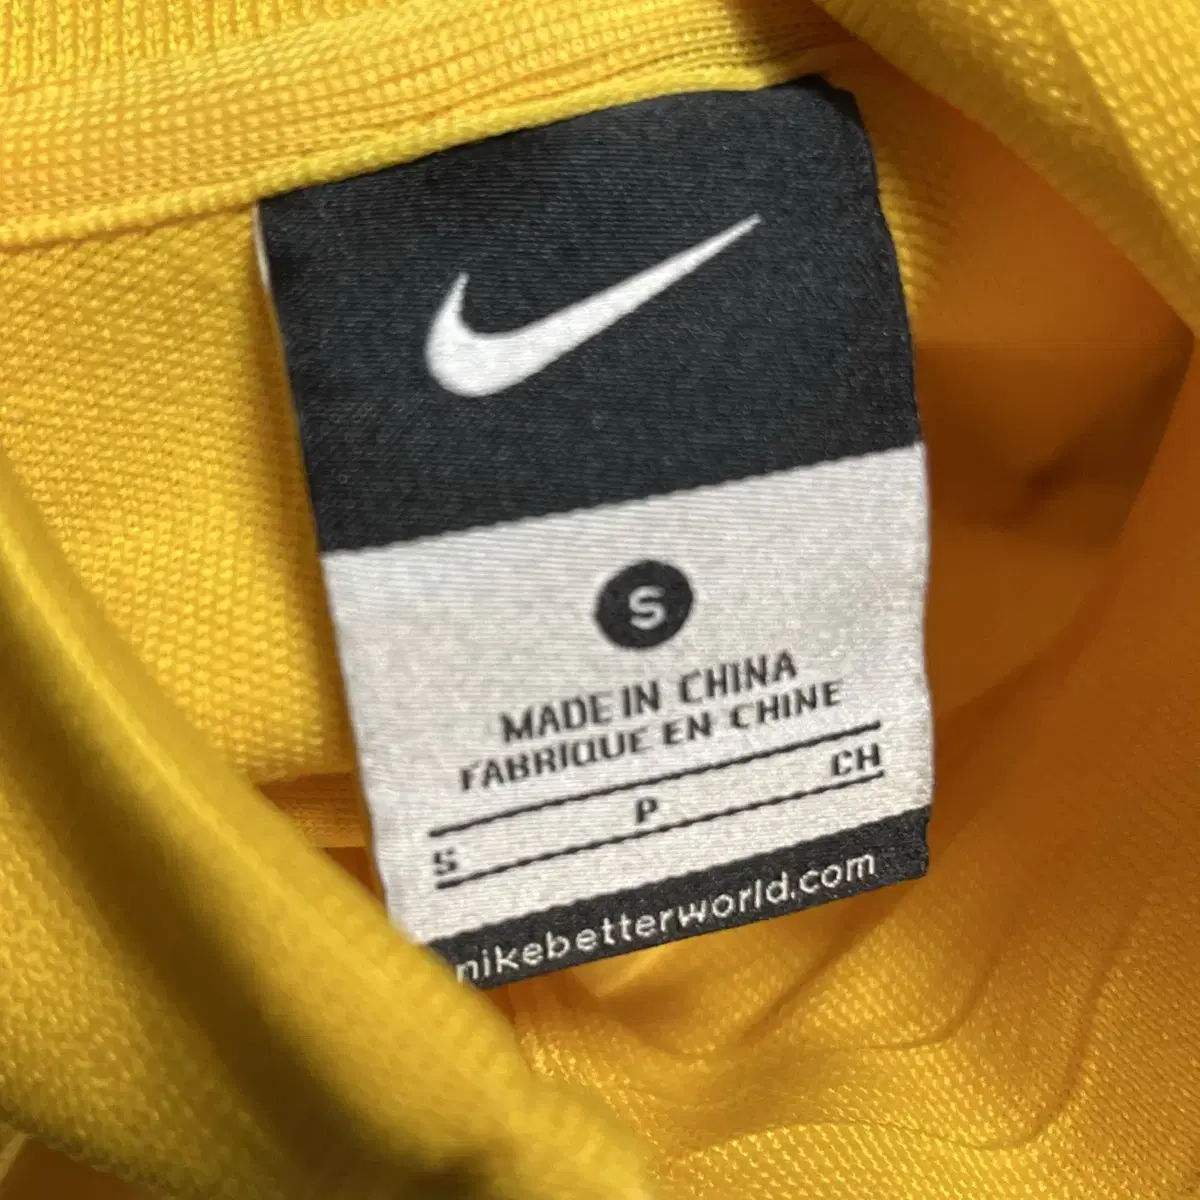 S
MADE IN CHINA
FABRIQUE EN CHINE
S P CH
nikebetterworld.com